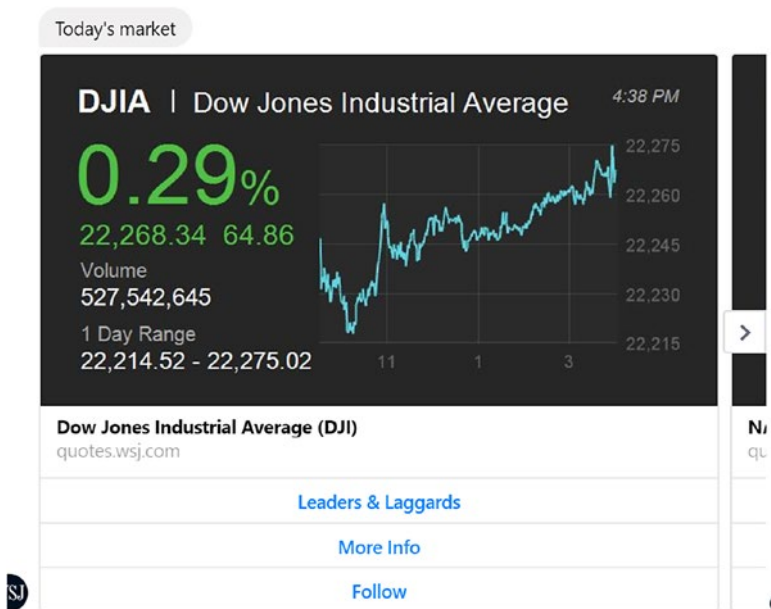 Today's market
DJIA | Dow Jones Industrial Average
4:38 PM
0.29%
22,268.34 64.86
Volume
527,542,645
1 Day Range
22,214.52 - 22,275.02
22,275
22,260
22,245
22,230
22,215
11 1 3
Dow Jones Industrial Average (DJI)
quotes.wsj.com
Leaders & Laggards
More Info
Follow